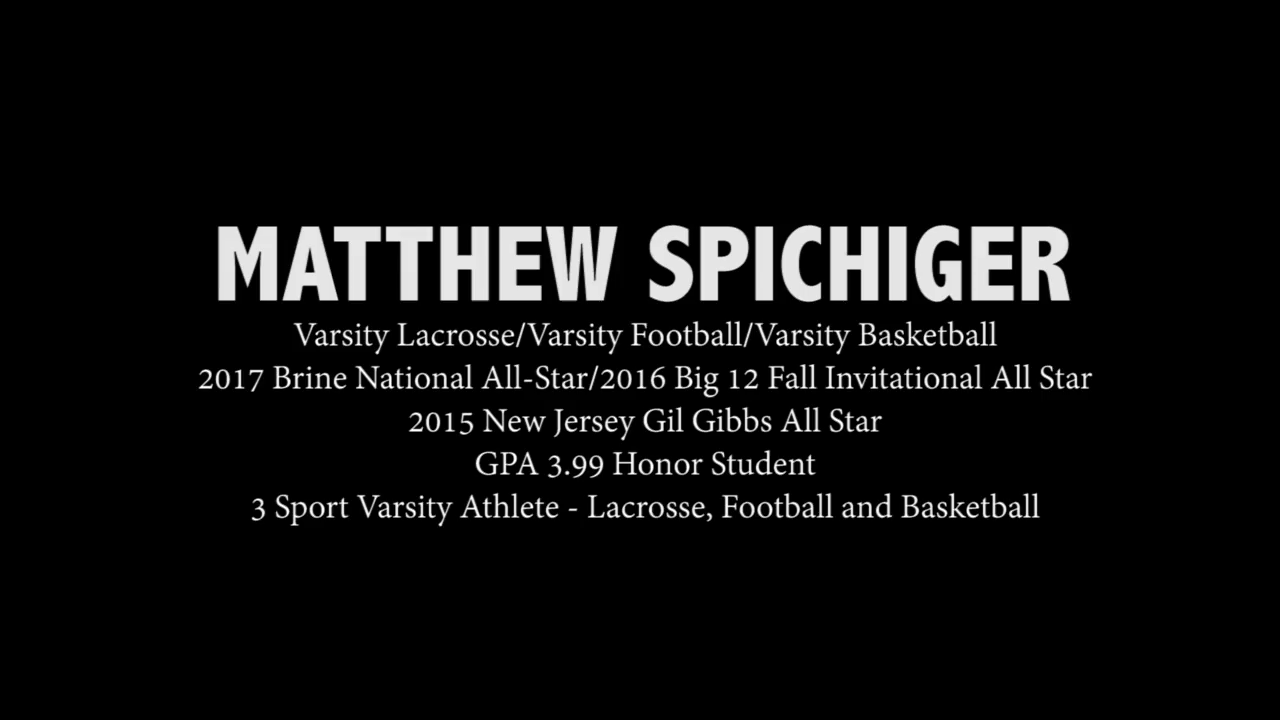 MATTHEW SPICHIGER
Varsity Lacrosse/Varsity Football/Varsity Basketball
2017 Brine National All-Star/2016 Big 12 Fall Invitational All Star
2015 New Jersey Gil Gibbs All Star
GPA 3.99 Honor Student
3 Sport Varsity Athlete - Lacrosse, Football and Basketball